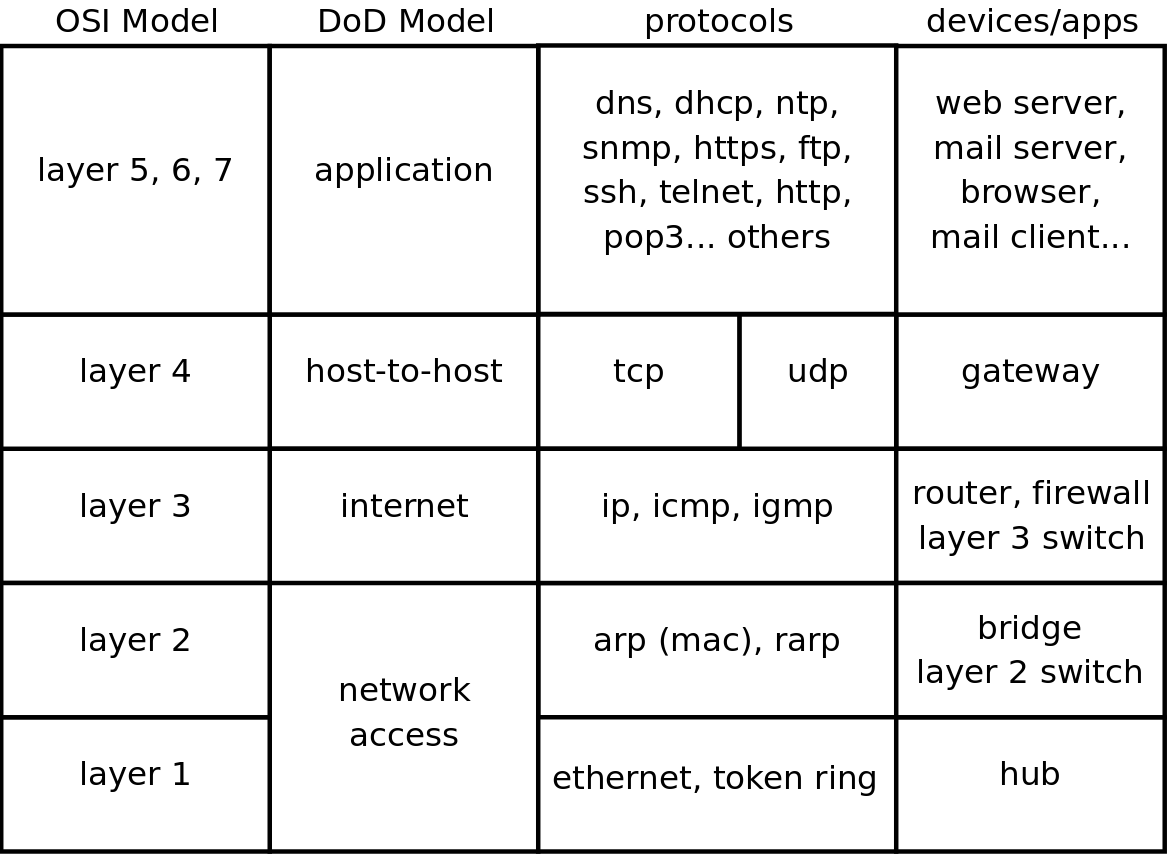 OSI Model
DoD Model
protocols
devices/apps
layer 5, 6, 7
application
dns, dhcp, ntp,
snmp, https, ftp,
ssh, telnet, http,
pop3... others
web server,
mail server,
browser,
mail client...
layer 4
host-to-host
tcp
udp
gateway
layer 3
internet
ip, icmp, igmp
router, firewall
layer 3 switch
layer 2
network
access
arp (mac), rarp
bridge
layer 2 switch
layer 1
ethernet, token ring
hub